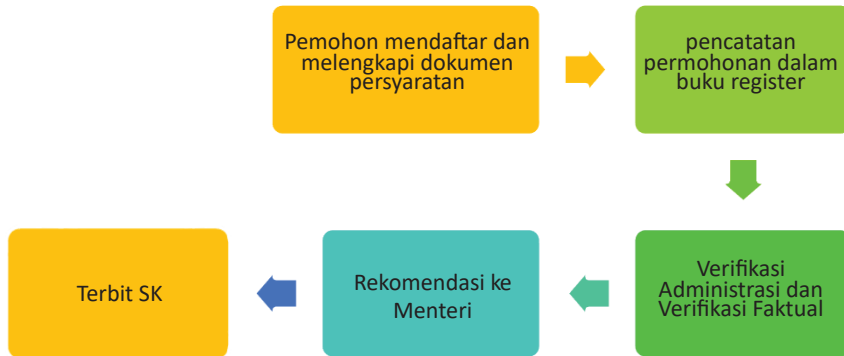 Pemohon mendaftar dan
melengkapi dokumen
persyaratan
pencatatan
permohonan dalam
buku register
Verifikasi
Administrasi dan
Verifikasi Faktual
Rekomendasi ke
Menteri
Terbit SK